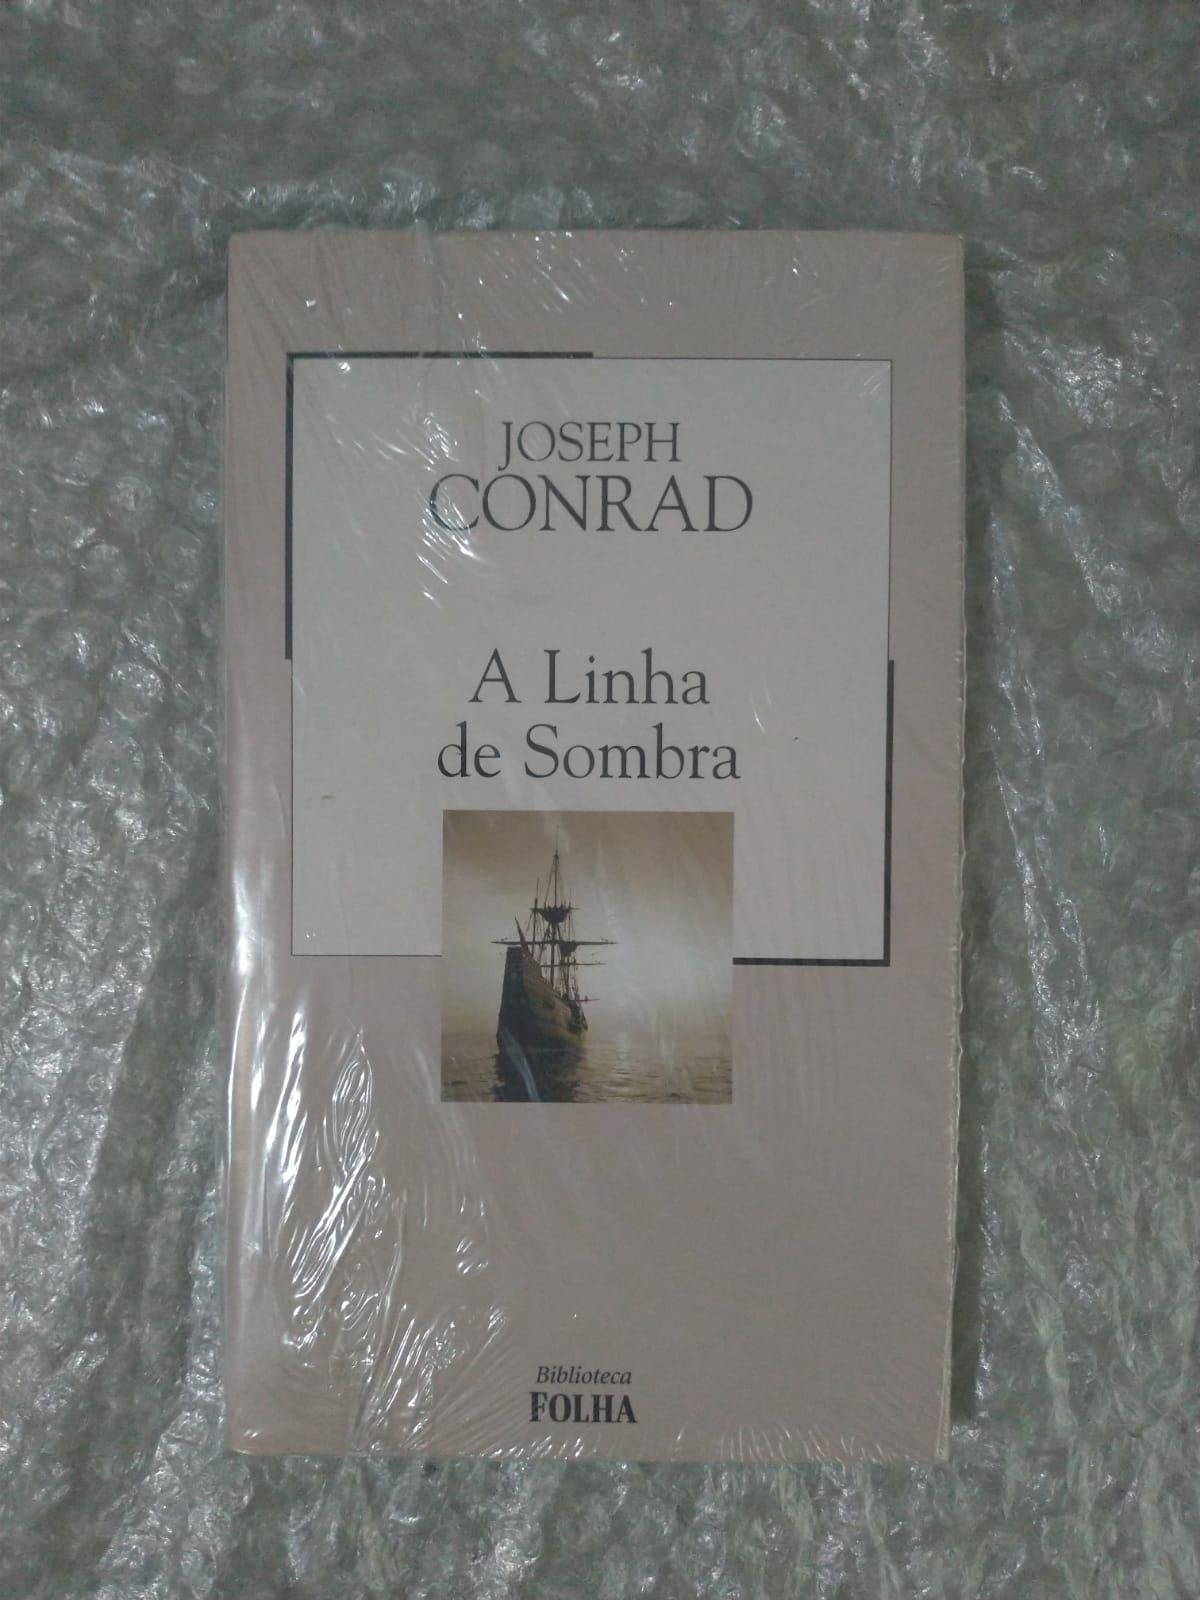 JOSEPH
CONRAD
A Linha
de Sombra
Biblioteca
FOLHA